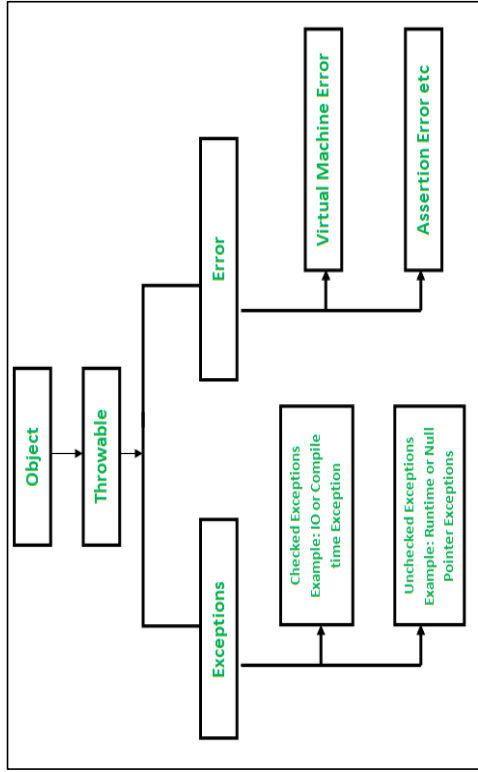 Object
Throwable
Exceptions
Error
Checked Exceptions
Example: IO or Compile
time Exception
Unchecked Exceptions
Example: Runtime or Null
Pointer Exceptions
Virtual Machine Error
Assertion Error etc